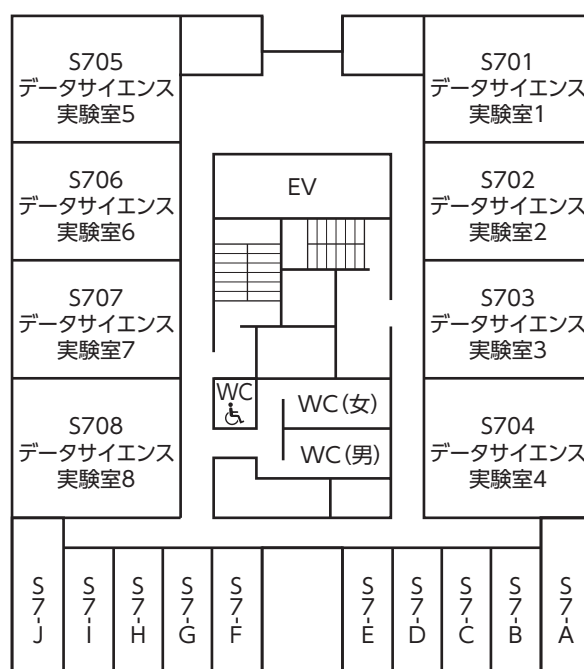 S705
データサイエンス
実験室5
S701
データサイエンス
実験室1
EV
S706
データサイエンス
実験室6
S702
データサイエンス
実験室2
S707
データサイエンス
実験室7
S703
データサイエンス
実験室3
WC
WC(女)
S708
データサイエンス
実験室8
S704
データサイエンス
実験室4
WC(男)
S7-J
S7-I
S7-H
S7-G
S7-F
S7-E
S7-D
S7-C
S7-B
S7-A